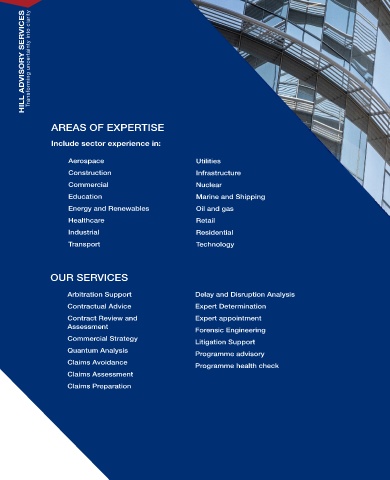 HILL ADVISORY SERVICES
Transforming uncertainty into clarity
AREAS OF EXPERTISE
Include sector experience in:
Aerospace
Construction
Commercial
Education
Energy and Renewables
Healthcare
Industrial
Transport
Utilities
Infrastructure
Nuclear
Marine and Shipping
Oil and gas
Retail
Residential
Technology
OUR SERVICES
Arbitration Support
Contractual Advice
Contract Review and
Assessment
Commercial Strategy
Quantum Analysis
Claims Avoidance
Claims Assessment
Claims Preparation
Delay and Disruption Analysis
Expert Determination
Expert appointment
Forensic Engineering
Litigation Support
Programme advisory
Programme health check